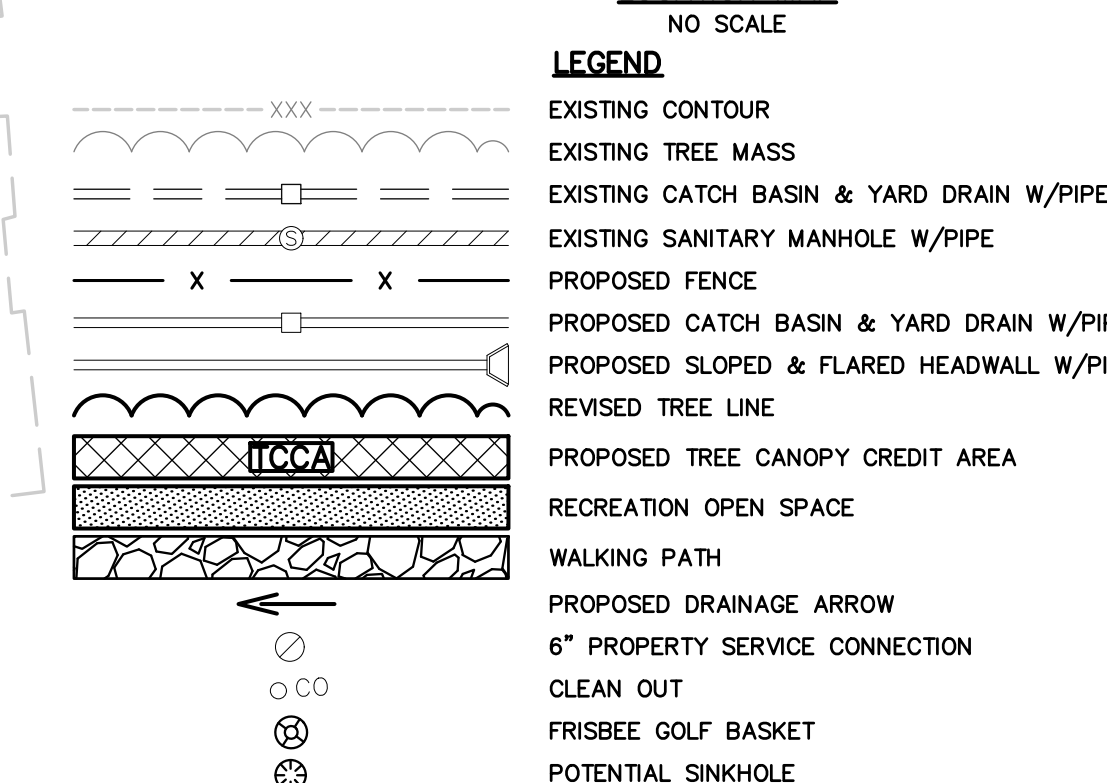 NO SCALE
LEGEND
XXX EXISTING CONTOUR
EXISTING TREE MASS
EXISTING CATCH BASIN & YARD DRAIN W/PIPE
S EXISTING SANITARY MANHOLE W/PIPE
X X PROPOSED FENCE
PROPOSED CATCH BASIN & YARD DRAIN
PROPOSED SLOPED & FLARED HEADWALL
REVISED TREE LINE
TCCA PROPOSED TREE CANOPY CREDIT AREA
RECREATION OPEN SPACE
WALKING PATH
PROPOSED DRAINAGE ARROW
6” PROPERTY SERVICE CONNECTION
CO CLEAN OUT
FRISBEE GOLF BASKET
POTENTIAL SINKHOLE